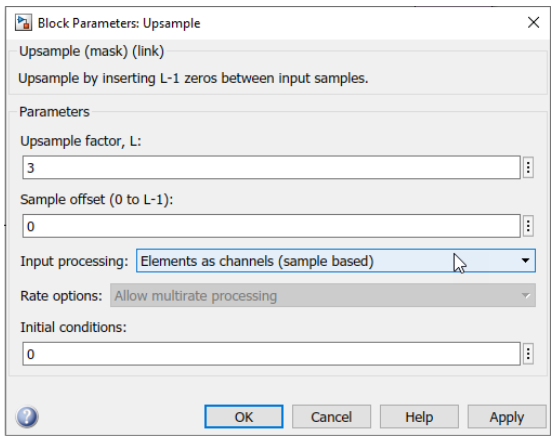 Block Parameters: Upsample
Upsample (mask) (link)
Upsample by inserting L-1 zeros between input samples.
Parameters
Upsample factor, L:
3
Sample offset (0 to L-1):
0
Input processing: Elements as channels (sample based)
Rate options: Allow multirate processing
Initial conditions:
0
OK Cancel Help Apply